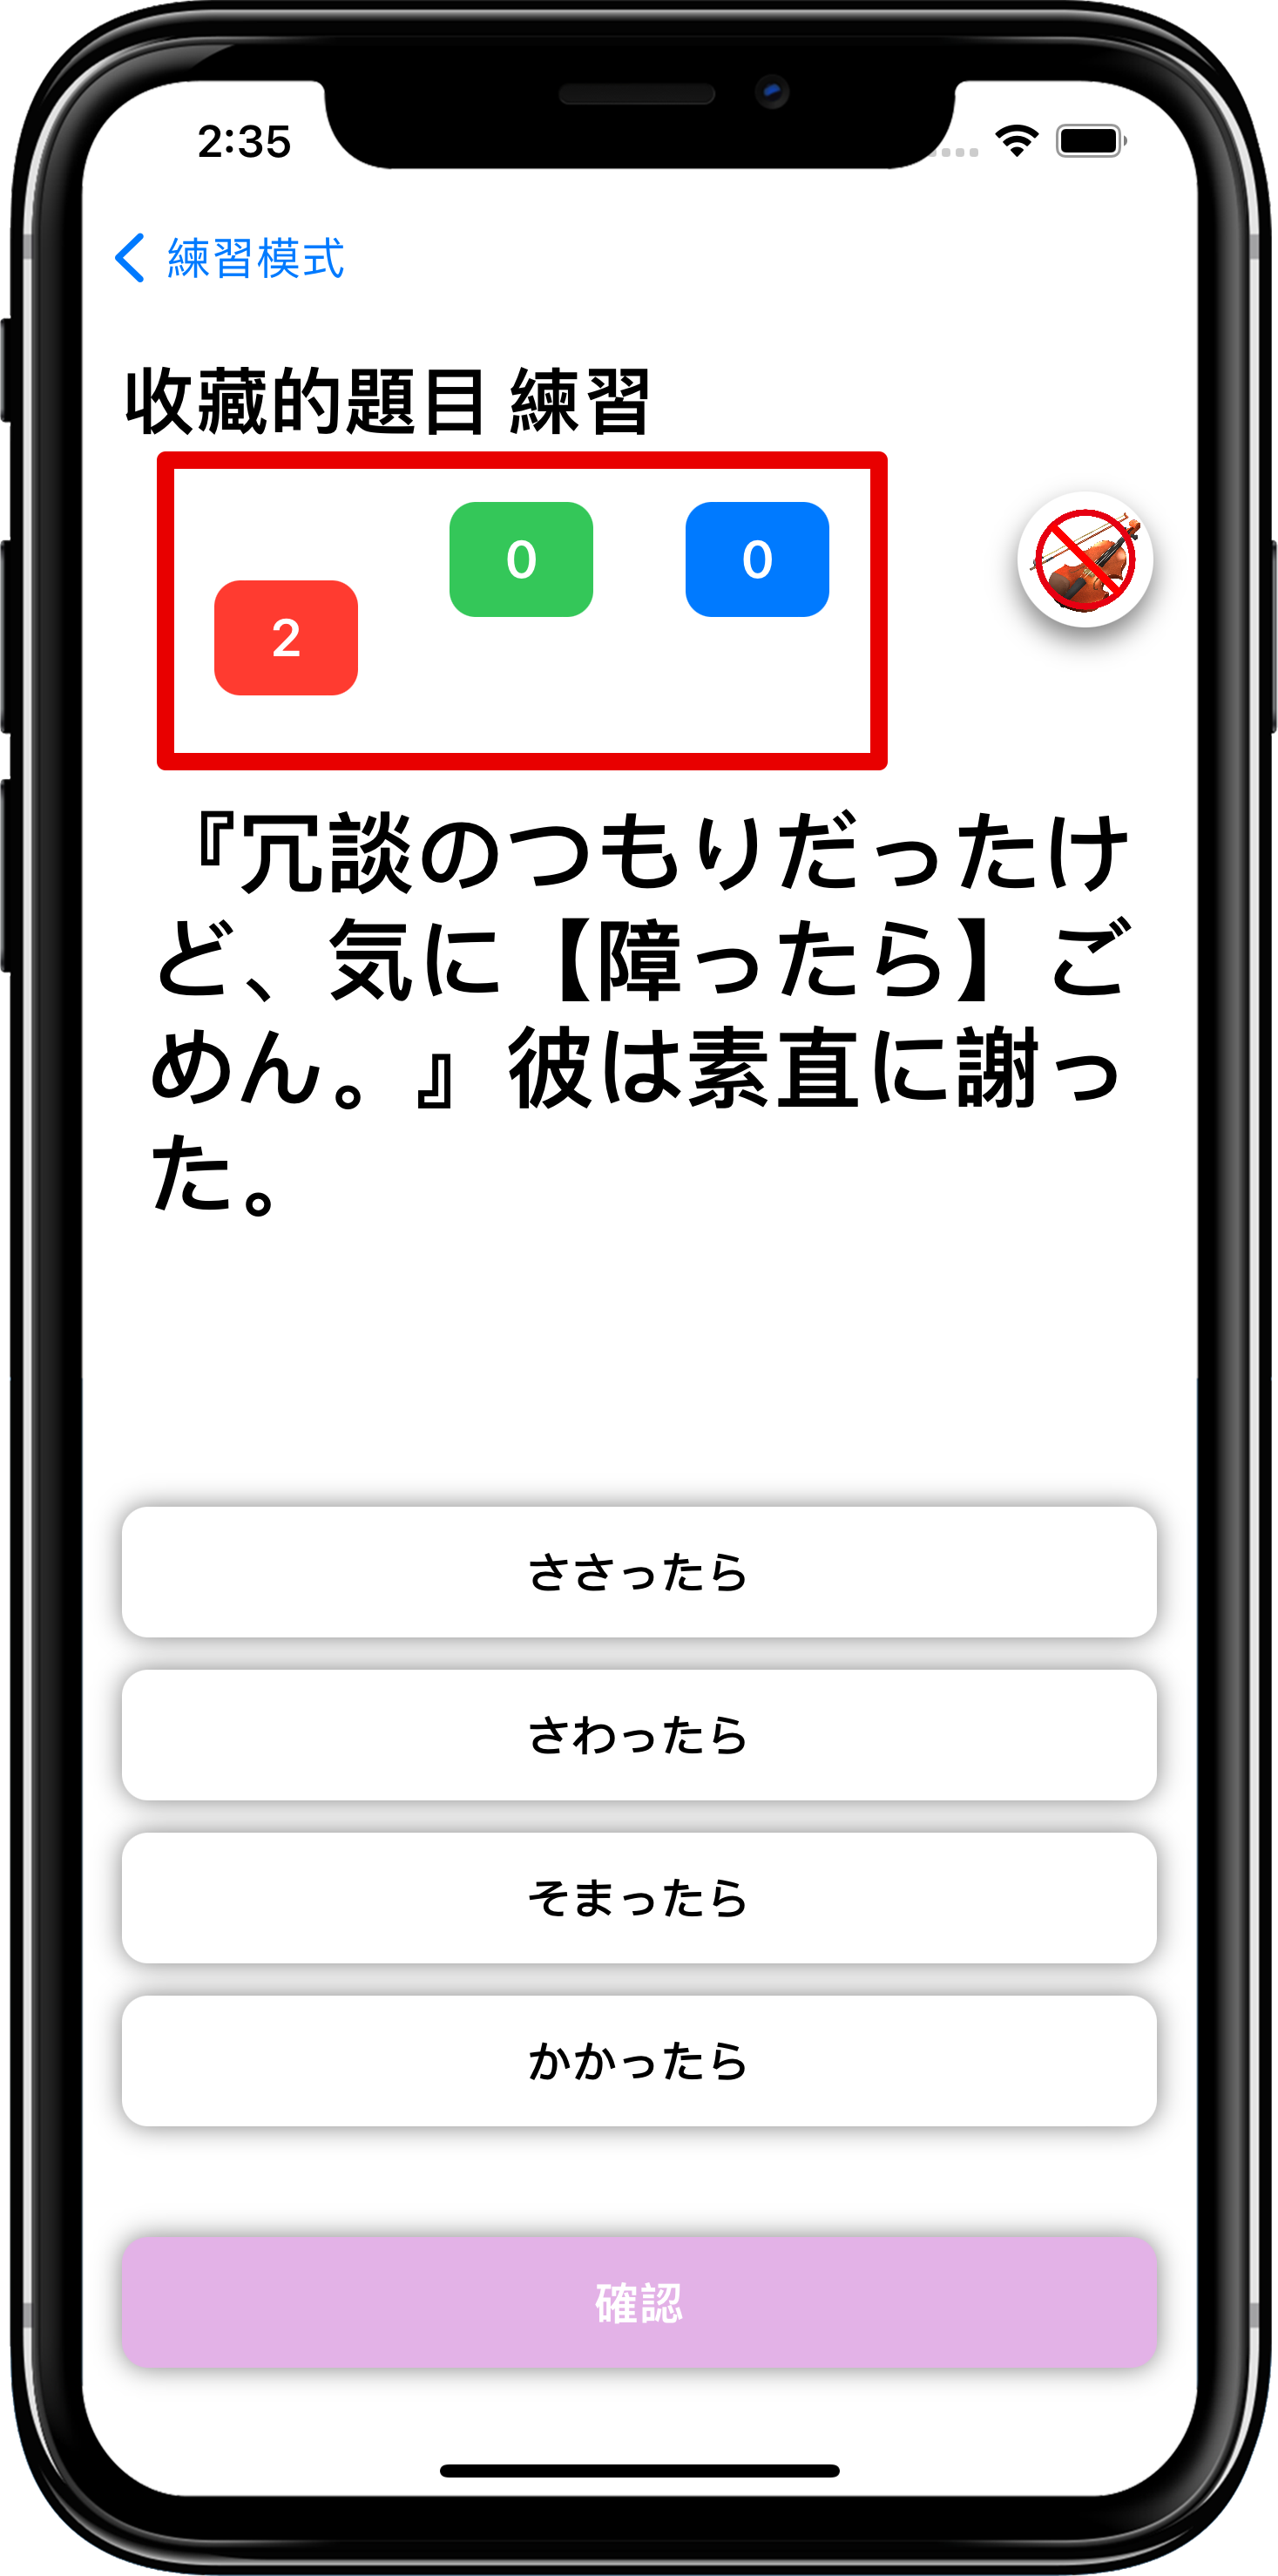 2:35
練習模式
收藏的題目 練習
0 0
2
『冗談のつもりだったけ
ど、気に【障ったら】ご
めん。』彼は素直に謝っ
た。
ささったら
さわったら
そまったら
かかったら
確認